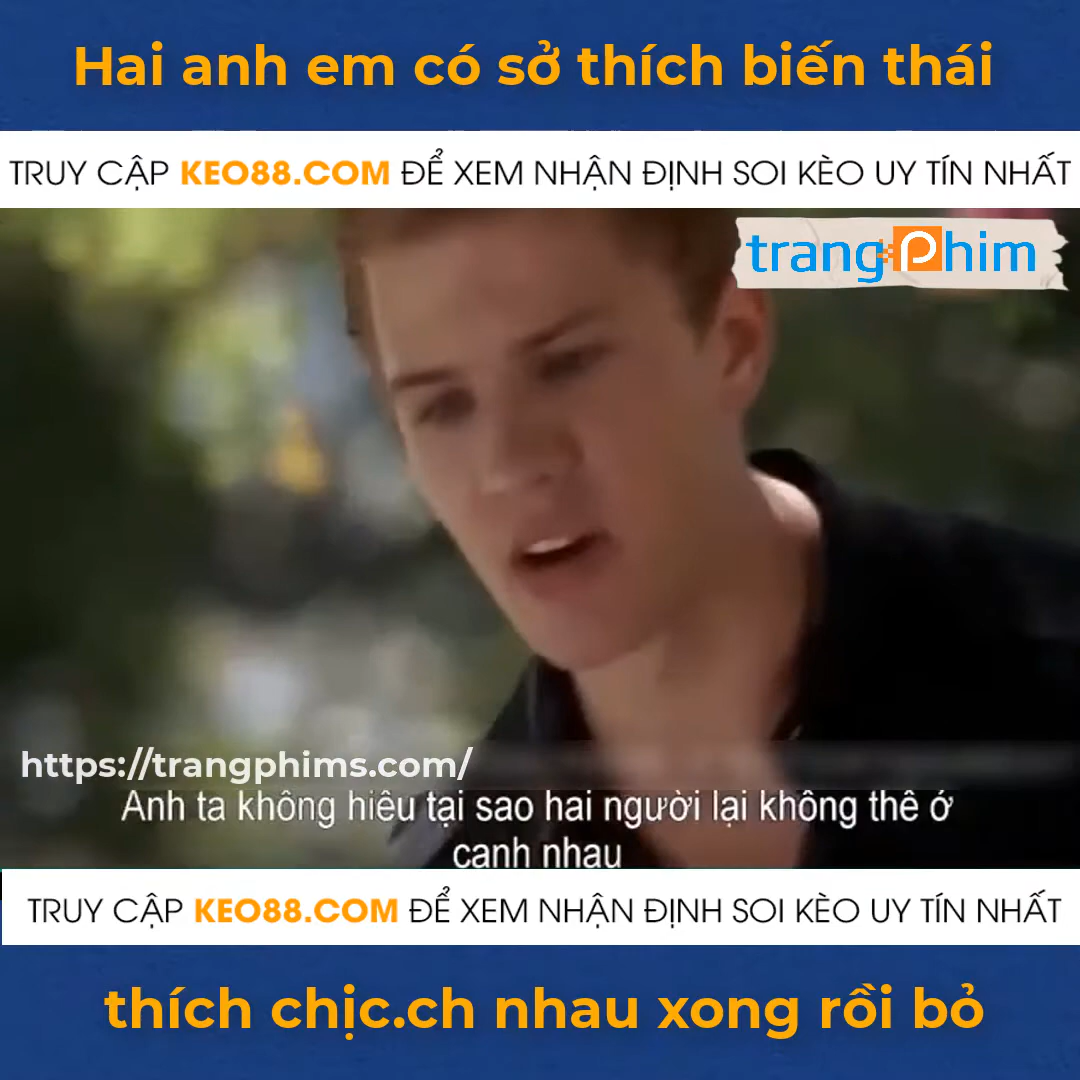 Hai anh em có sở thích biến thái
TRUY CẬP KEO88.COM ĐỂ XEM NHẬN ĐỊNH SOI KÈO UY TÍN NHẤT
trangPhim
https://trangphims.com/
Anh ta không hiêu tại sao hai người lại không thê ớ
canh nhau
TRUY CẬP KEO88.COM ĐỂ XEM NHẬN ĐỊNH SOI KÈO UY TÍN NHẤT
thích chịc.ch nhau xong rồi bỏ